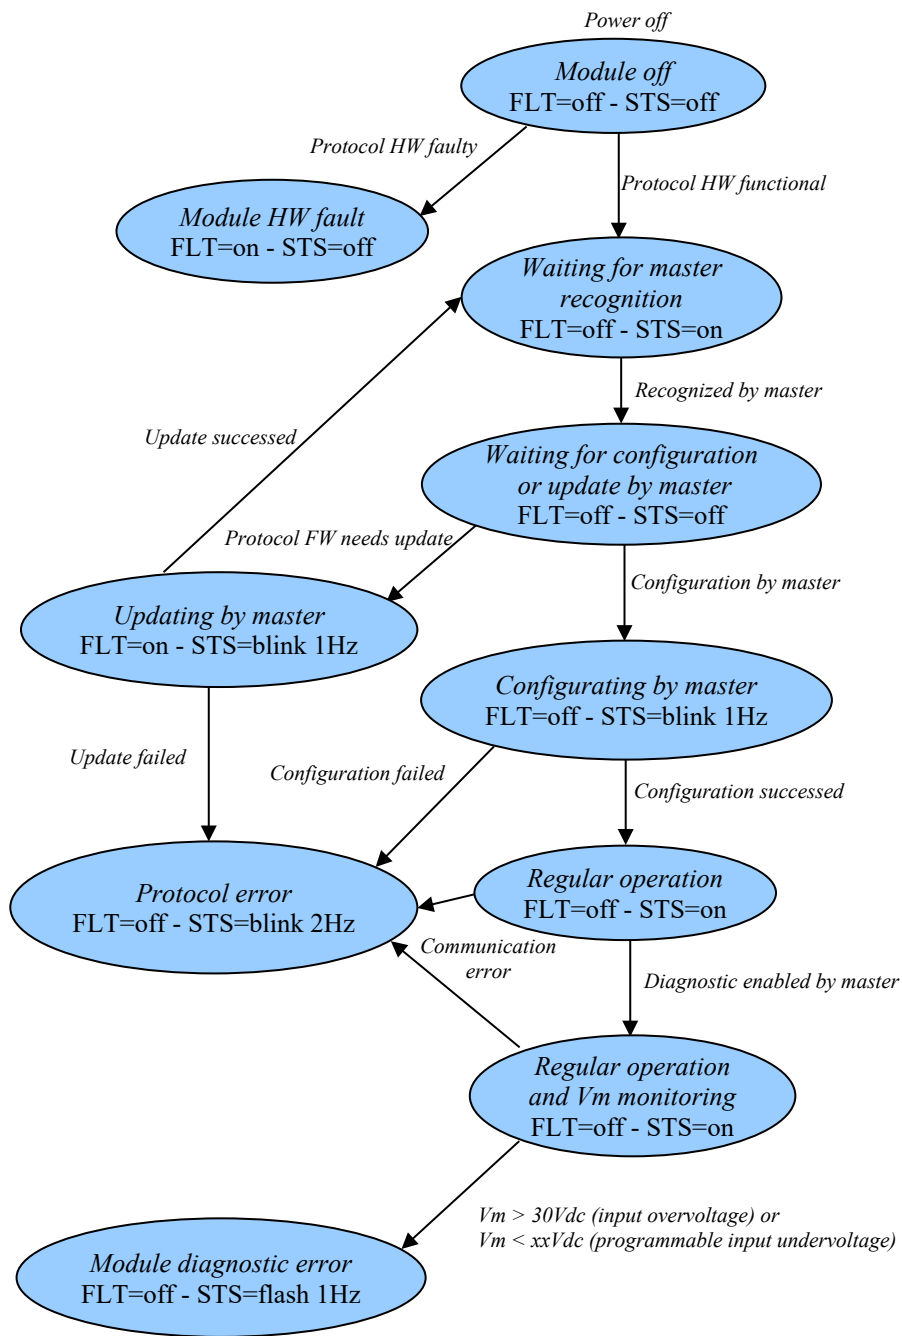 Power off
Module off
FLT=off - STS=off
Protocol HW faulty
Protocol HW functional
Module HW fault
FLT=on - STS=off
Waiting for master
recognition
FLT=off - STS=on
Recognized by master
Update successed
Waiting for configuration
or update by master
FLT=off - STS=off
Protocol FW needs update
Configuration by master
Updating by master
FLT=on - STS=blink 1Hz
Configurating by master
FLT=off - STS=blink 1Hz
Update failed
Configuration failed
Configuration successed
Protocol error
FLT=off - STS=blink 2Hz
Regular operation
FLT=off - STS=on
Communication
error
Diagnostic enabled by master
Regular operation
and Vm monitoring
FLT=off - STS=on
Vm > 30Vdc (input overvoltage) or
Vm < xxVdc (programmable input undervoltage)
Module diagnostic error
FLT=off - STS=flash 1Hz